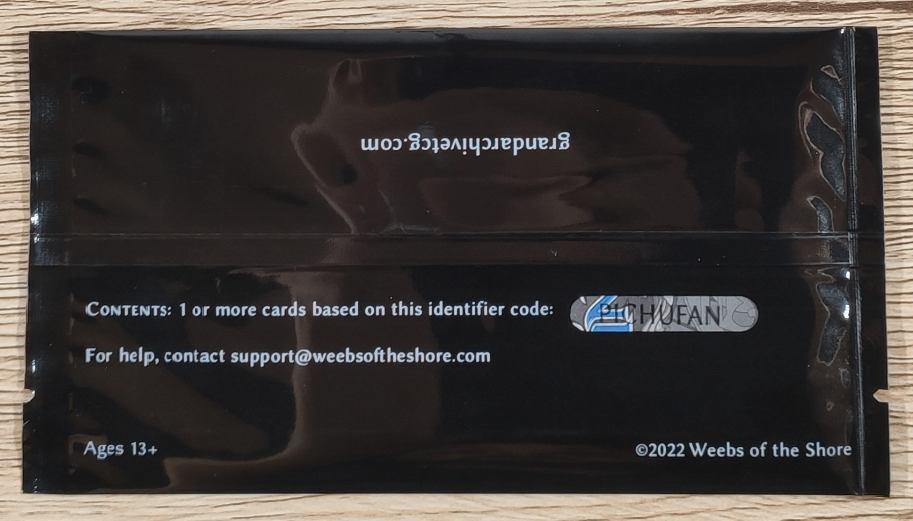 grandarchivetcg.com
CONTENTS: 1 or more cards based on this identifier code: PICHUFAN
For help, contact support@weebsoftheshore.com
Ages 13+ ©2022 Weebs of the Shore